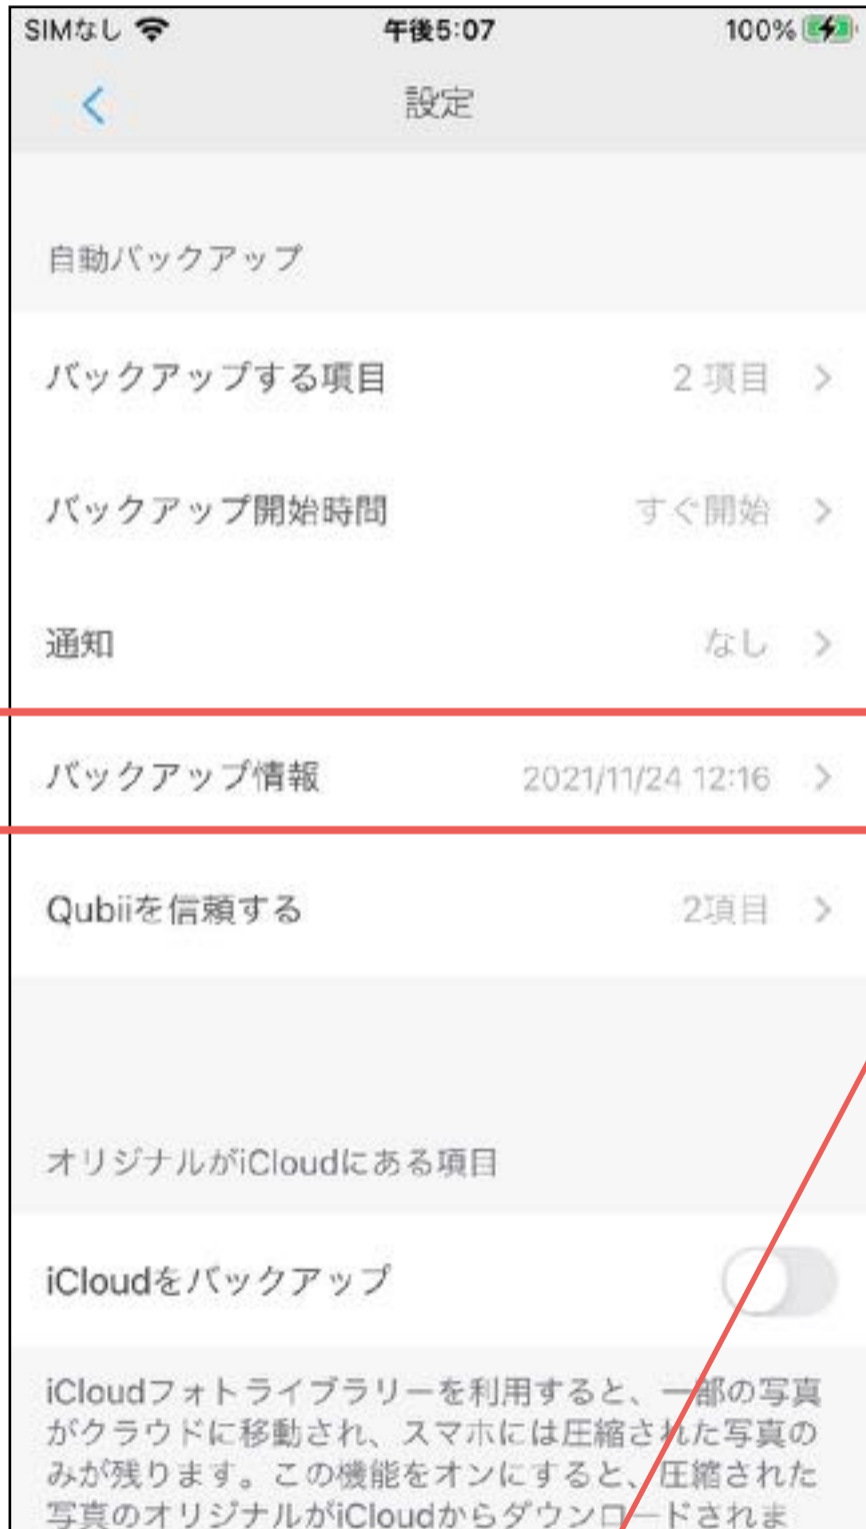 SIMなし 午後5:07 100%
設定
自動バックアップ
バックアップする項目 2 項目
バックアップ開始時間 すぐ開始
通知 なし
バックアップ情報 2021/11/24 12:16
Qubiiを信頼する 2項目
オリジナルがiCloudにある項目
iCloudをバックアップ
iCloudフォトライブラリーを利用すると、一部の写真
がクラウドに移動され、スマホには圧縮された写真の
みが残ります。この機能をオンにすると、圧縮された
写真のオリジナルがiCloudからダウンロードされま